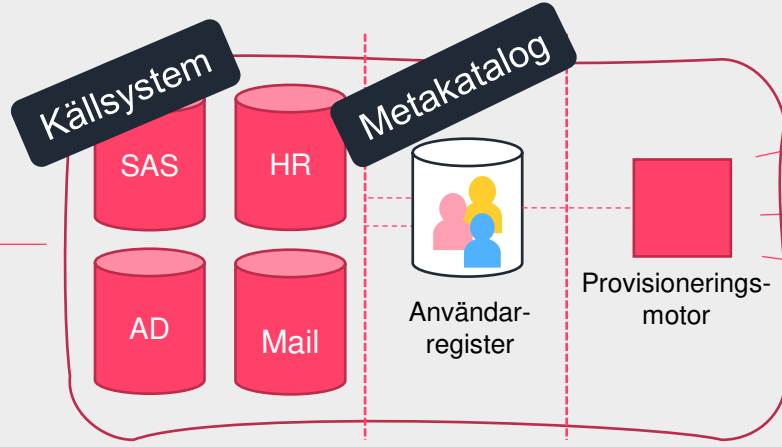 Källsystem
Metakatalog
SAS
HR
AD
Mail
Användar-
register
Provisionerings-
motor